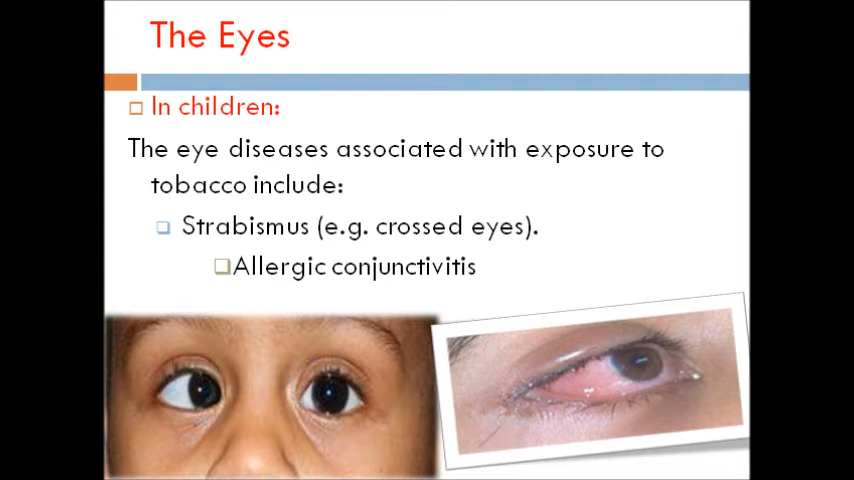 The Eyes
In children:
The eye diseases associated with exposure to
tobacco include:
Strabismus (e.g. crossed eyes).
Allergic conjunctivitis